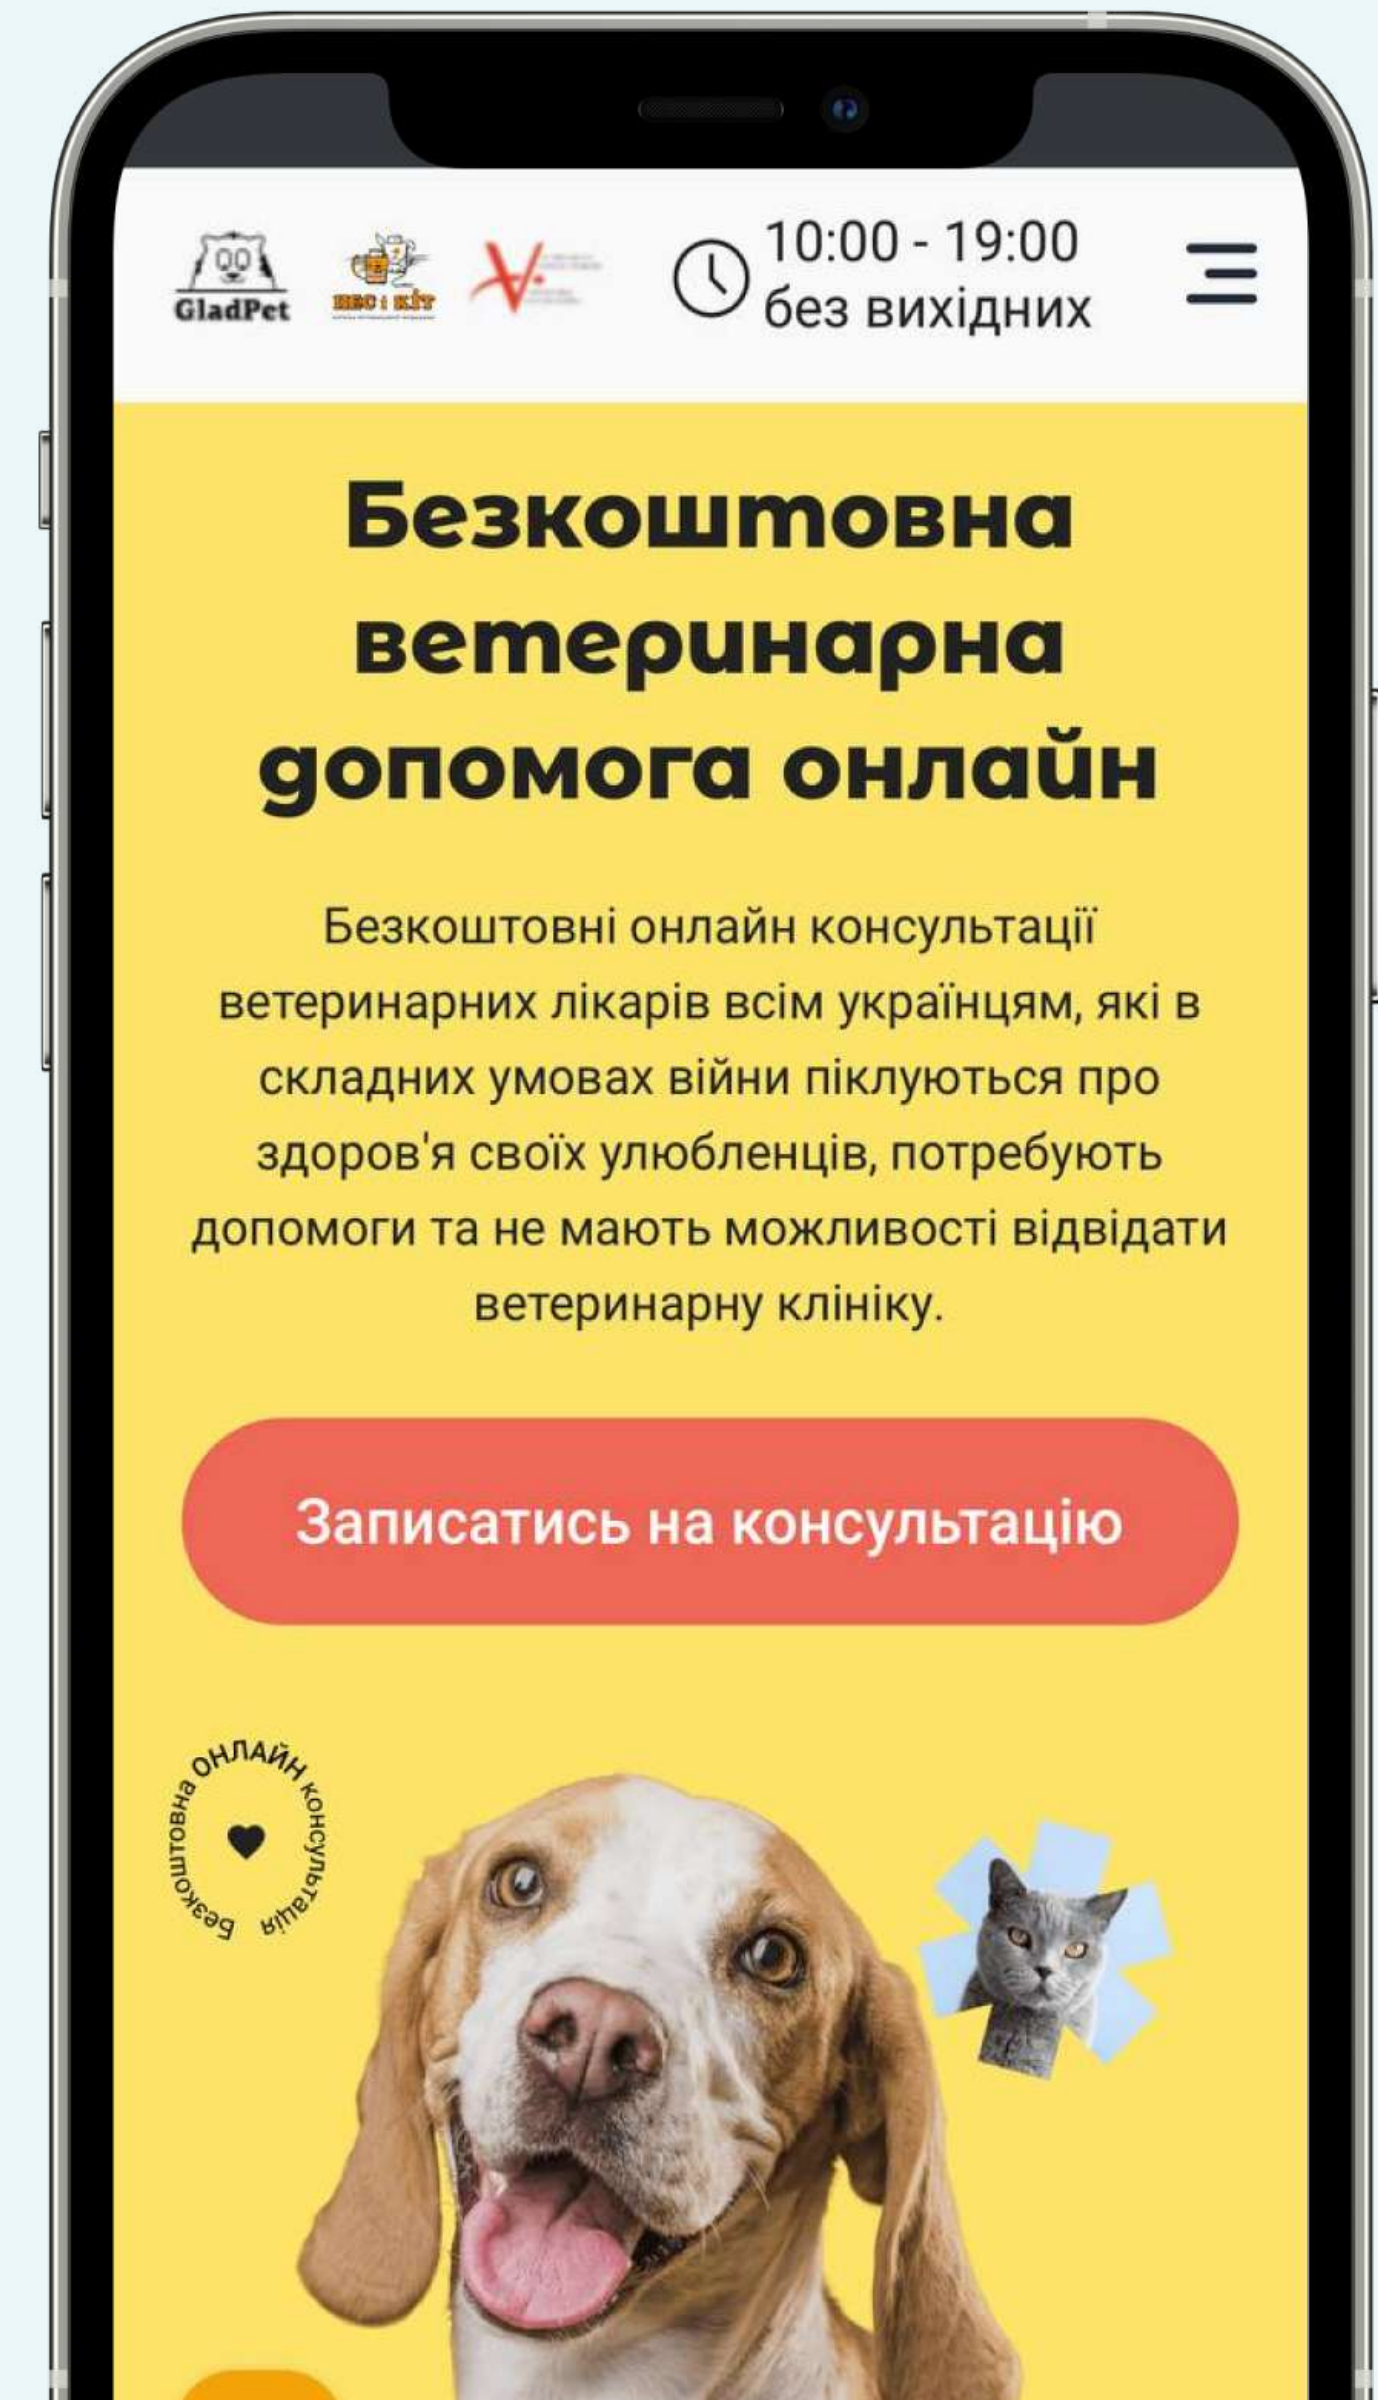 GladPet
ПЕС і КІТ
10:00 - 19:00
без вихідних
Безкоштовна
ветеринарна
допомога онлайн
Безкоштовні онлайн консультації
ветеринарних лікарів всім українцям, які в
складних умовах війни піклуються про
здоров'я своїх улюбленців, потребують
допомоги та не мають можливості відвідати
ветеринарну клініку.
Записатись на консультацію
Безкоштовна ОНЛАЙН консультація